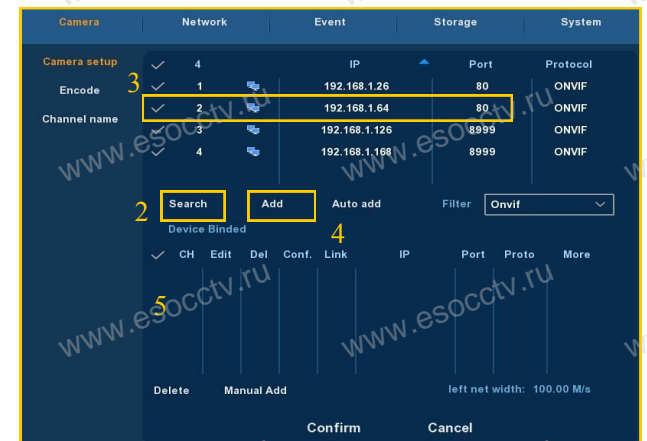 Camera Network Event Storage System
Camera setup
Encode
Channel name
4 IP Port Protocol
3
1 192.168.1.26 80 ONVIF
2 192.168.1.64 80 ONVIF
3 192.168.1.126 8999 ONVIF
4 192.168.1.168 8999 ONVIF
2
Search Add Auto add Filter Onvif
4
Device Binded
CH Edit Del Conf. Link IP Port Proto More
5
Delete Manual Add left net width: 100.00 M/s
Confirm Cancel
www.esocctv.ru
www.esocctv.ru
www.esocctv.ru
www.esocctv.ru